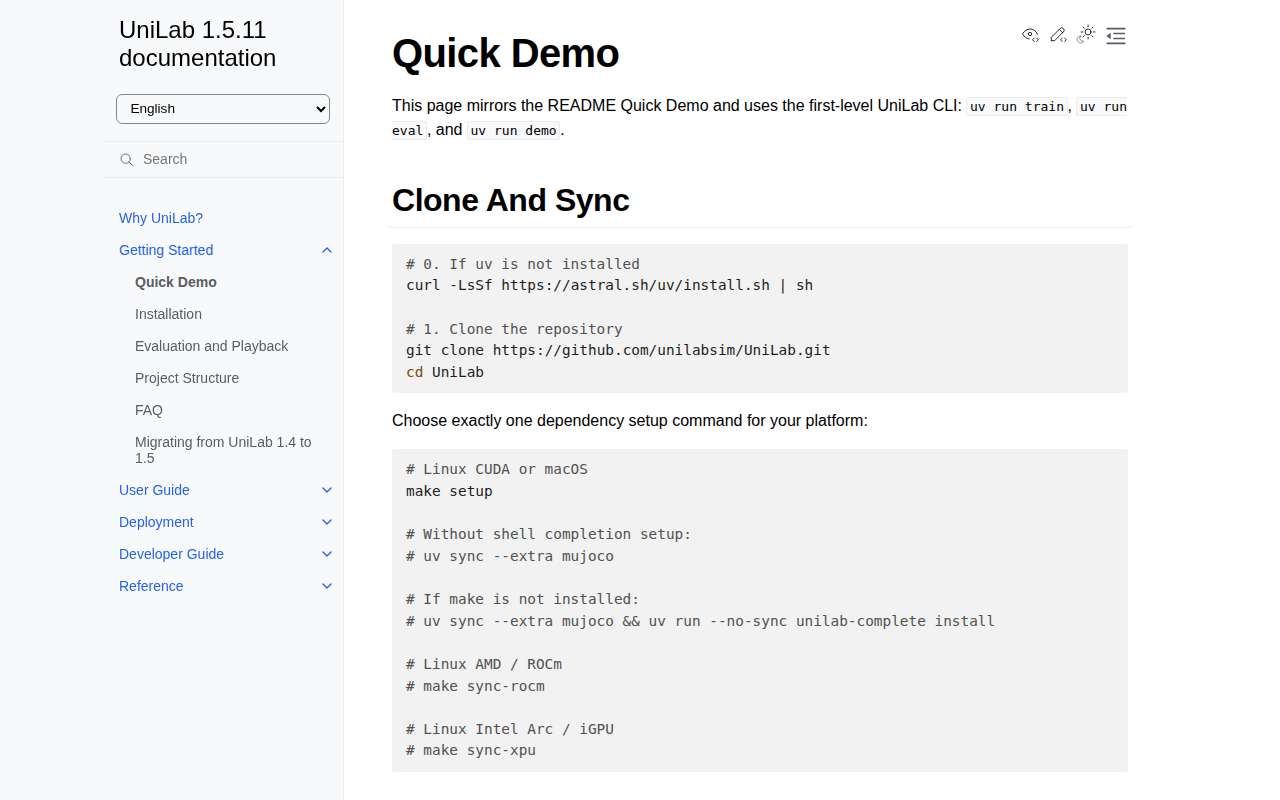 UniLab 1.5.11
documentation
English
Search
Why UniLab?
Getting Started
Quick Demo
Installation
Evaluation and Playback
Project Structure
FAQ
Migrating from UniLab 1.4 to
1.5
User Guide
Deployment
Developer Guide
Reference
Quick Demo
This page mirrors the README Quick Demo and uses the first-level UniLab CLI: uv run train, uv run
eval, and uv run demo.
Clone And Sync
# 0. If uv is not installed
curl -LsSf https://astral.sh/uv/install.sh | sh
# 1. Clone the repository
git clone https://github.com/unilabsim/UniLab.git
cd UniLab
Choose exactly one dependency setup command for your platform:
# Linux CUDA or macOS
make setup
# Without shell completion setup:
# uv sync --extra mujoco
# If make is not installed:
# uv sync --extra mujoco && uv run --no-sync unilab-complete install
# Linux AMD / ROCm
# make sync-rocm
# Linux Intel Arc / iGPU
# make sync-xpu